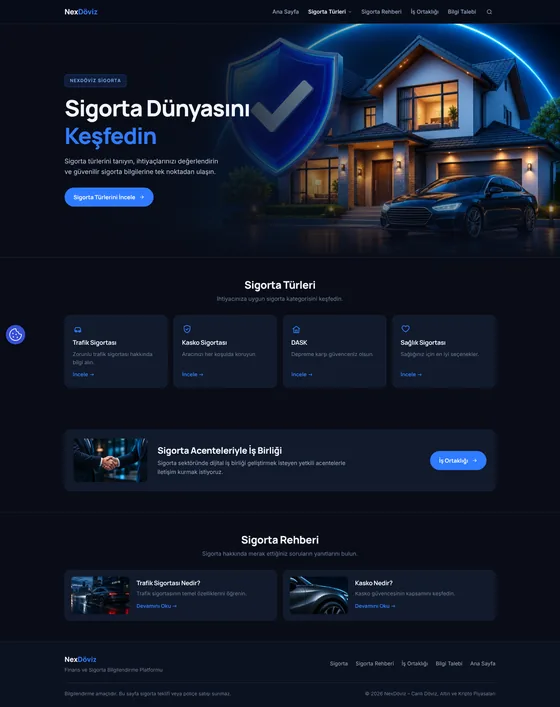 NexDöviz
Ana Sayfa
Sigorta Türleri
Sigorta Rehberi
İş Ortaklığı
Bilgi Talebi
NEXDÖVİZ SİGORTA
Sigorta Dünyasını
Keşfedin
Sigorta türlerini tanıyın, ihtiyaçlarınızı değerlendirin
ve güvenilir sigorta bilgilerine tek noktadan ulaşın.
Sigorta Türlerini İncele →
Sigorta Türleri
İhtiyacınıza uygun sigorta kategorisini keşfedin.
Trafik Sigortası
Zorunlu trafik sigortası hakkında
bilgi alın.
İncele →
Kasko Sigortası
Aracınızı her koşulda koruyun.
İncele →
DASK
Depreme karşı güvenceniz olsun.
İncele →
Sağlık Sigortası
Sağlığınız için en iyi seçenekler.
İncele →
Sigorta Acenteleriyle İş Birliği
Sigorta sektöründe dijital iş birliği geliştirmek isteyen yetkili acentelerle
iletişim kurmak istiyoruz.
İş Ortaklığı →
Sigorta Rehberi
Sigorta hakkında merak ettiğiniz soruların yanıtlarını bulun.
Trafik Sigortası Nedir?
Trafik sigortasının temel özelliklerini öğrenin.
Devamını Oku →
Kasko Nedir?
Kasko güvencesinin kapsamını keşfedin.
Devamını Oku →
NexDöviz
Finans ve Sigorta Bilgilendirme Platformu
Sigorta
Sigorta Rehberi
İş Ortaklığı
Bilgi Talebi
Ana Sayfa
Bilgilendirme amaçlıdır. Bu sayfa sigorta teklifi veya poliçe satışı sunmaz.
© 2026 NexDöviz – Canlı Döviz, Altın ve Kripto Piyasaları